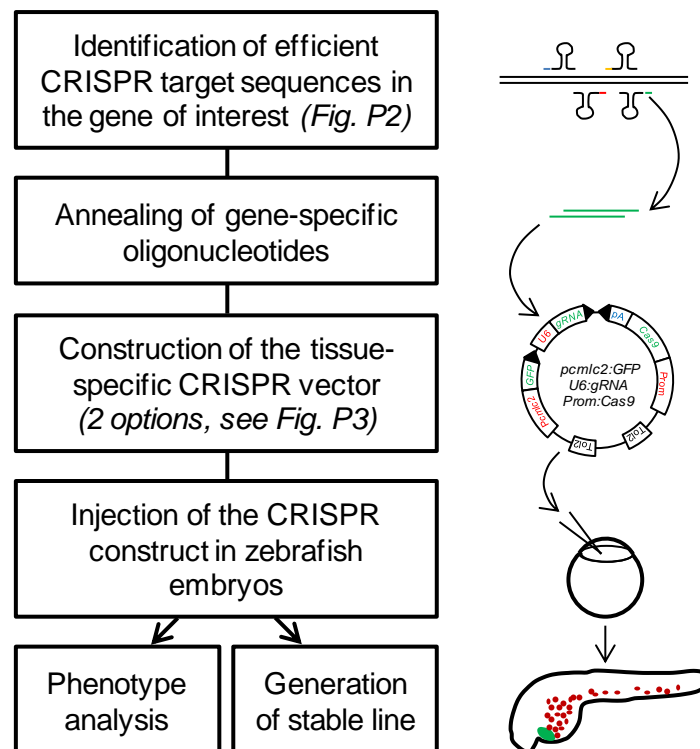 Identification of efficient
CRISPR target sequences in
the gene of interest (Fig. P2)
Annealing of gene-specific
oligonucleotides
Construction of the tissue-
specific CRISPR vector
(2 options, see Fig. P3)
Injection of the CRISPR
construct in zebrafish
embryos
Phenotype
analysis
Generation
of stable line
U6
gRNA
pA
Cas9
Prom
Tol2
Tol2
Pcmlc2
GFP
pcmlc2:GFP
U6:gRNA
Prom:Cas9